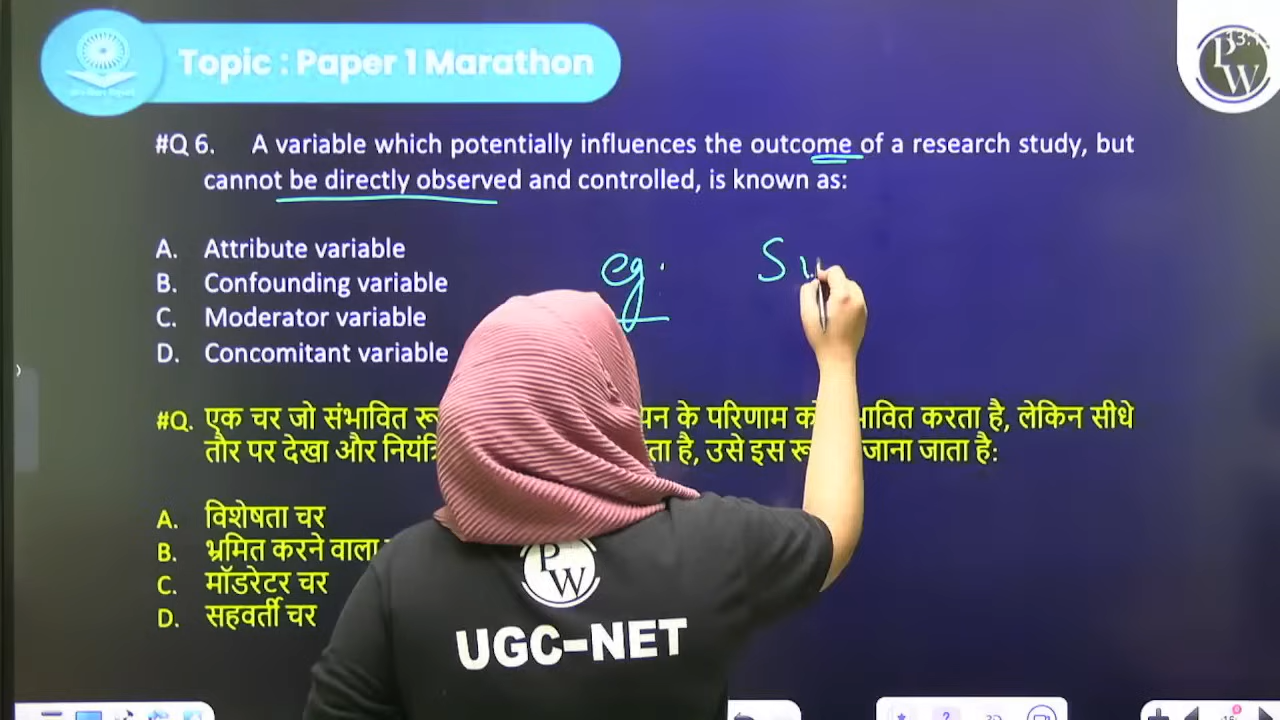 Topic : Paper 1 Marathon
PW
#Q 6. A variable which potentially influences the outcome of a research study, but
cannot be directly observed and controlled, is known as:
A. Attribute variable
B. Confounding variable
C. Moderator variable
D. Concomitant variable
eg. S
#Q. एक चर जो संभावित के परिणाम करता है, लेकिन सीधे
तौर पर देखा और है, उसे इस जाना जाता है:
A. विशेषता चर
B. भ्रमित करने वाला
C. मॉडरेटर चर
D. सहवर्ती चर
PW
UGC-NET